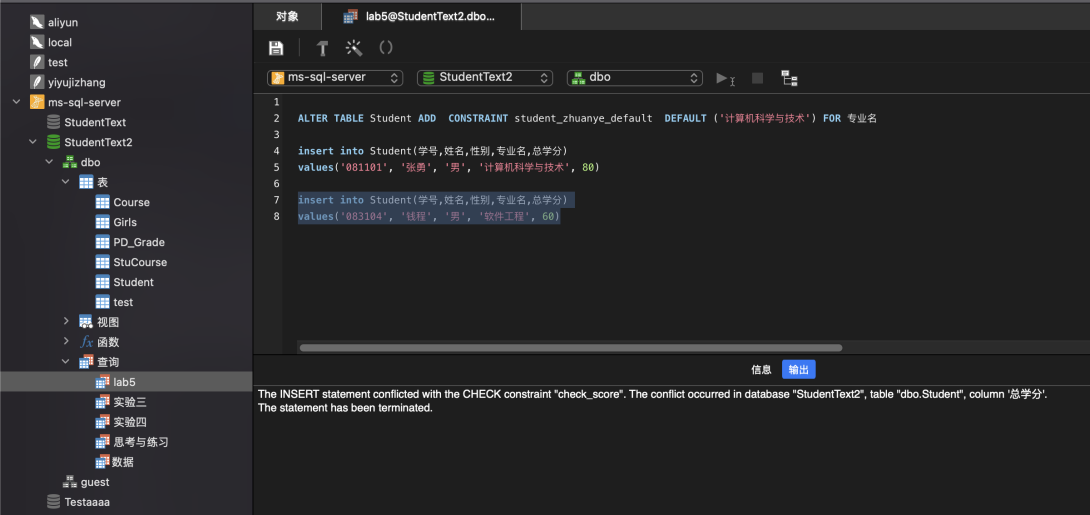 aliyun
local
test
yiyujizhang
ms-sql-server
StudentText
StudentText2
dbo
表
Course
Girls
PD_Grade
StuCourse
Student
test
视图
fx 函数
查询
lab5
实验三
实验四
思考与练习
数据
guest
Testaaaa
对象
lab5@StudentText2.dbo...
ms-sql-server StudentText2 dbo
1
2 ALTER TABLE Student ADD CONSTRAINT student_zhuanye_default DEFAULT ('计算机科学与技术') FOR 专业名
3
4 insert into Student(学号,姓名,性别,专业名,总学分)
5 values('081101', '张勇', '男', '计算机科学与技术', 80)
6
7 insert into Student(学号,姓名,性别,专业名,总学分)
8 values('083104', '钱程', '男', '软件工程', 60)
信息 输出
The INSERT statement conflicted with the CHECK constraint "check_score". The conflict occurred in database "StudentText2", table "dbo.Student", column '总学分'.
The statement has been terminated.